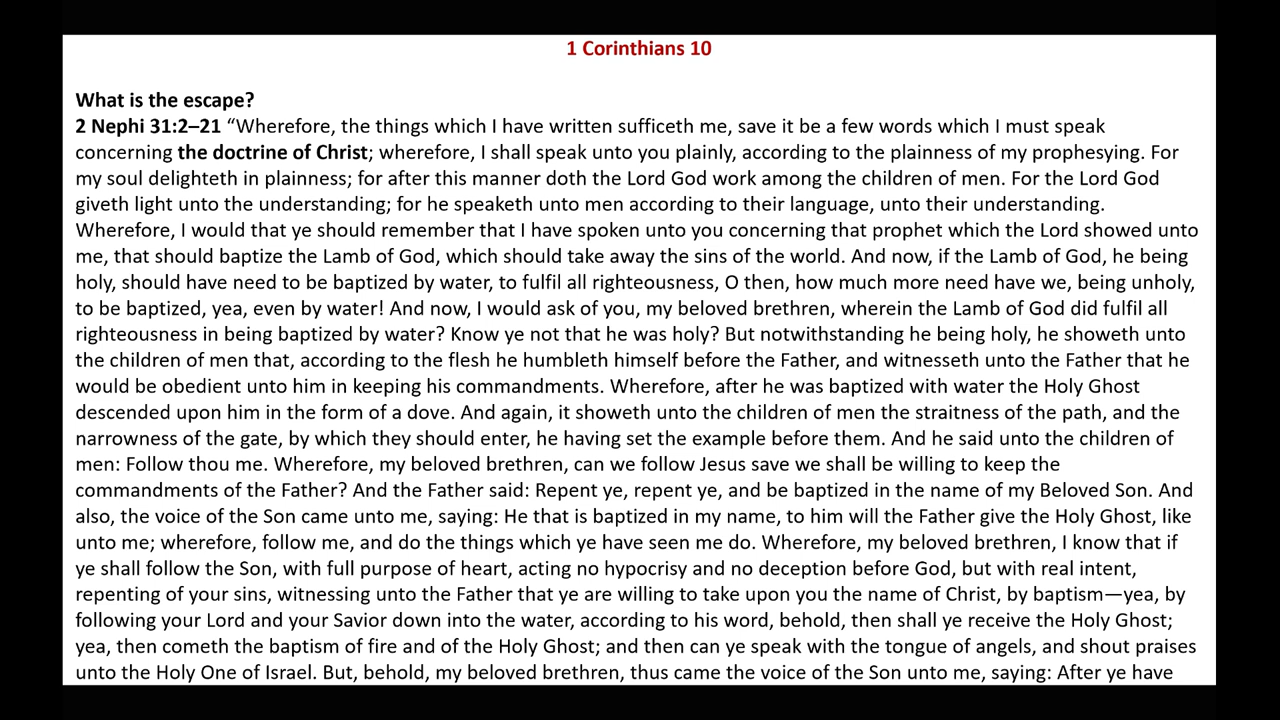 1 Corinthians 10
What is the escape?
2 Nephi 31:2–21 “Wherefore, the things which I have written sufficeth me, save it be a few words which I must speak
concerning the doctrine of Christ; wherefore, I shall speak unto you plainly, according to the plainness of my prophesying. For
my soul delighteth in plainness; for after this manner doth the Lord God work among the children of men. For the Lord God
giveth light unto the understanding; for he speaketh unto men according to their language, unto their understanding.
Wherefore, I would that ye should remember that I have spoken unto you concerning that prophet which the Lord showed unto
me, that should baptize the Lamb of God, which should take away the sins of the world. And now, if the Lamb of God, he being
holy, should have need to be baptized by water, to fulfil all righteousness, O then, how much more need have we, being unholy,
to be baptized, yea, even by water! And now, I would ask of you, my beloved brethren, wherein the Lamb of God did fulfil all
righteousness in being baptized by water? Know ye not that he was holy? But notwithstanding he being holy, he showeth unto
the children of men that, according to the flesh he humbleth himself before the Father, and witnesseth unto the Father that he
would be obedient unto him in keeping his commandments. Wherefore, after he was baptized with water the Holy Ghost
descended upon him in the form of a dove. And again, it showeth unto the children of men the straitness of the path, and the
narrowness of the gate, by which they should enter, he having set the example before them. And he said unto the children of
men: Follow thou me. Wherefore, my beloved brethren, can we follow Jesus save we shall be willing to keep the
commandments of the Father? And the Father said: Repent ye, repent ye, and be baptized in the name of my Beloved Son. And
also, the voice of the Son came unto me, saying: He that is baptized in my name, to him will the Father give the Holy Ghost, like
unto me; wherefore, follow me, and do the things which ye have seen me do. Wherefore, my beloved brethren, I know that if
ye shall follow the Son, with full purpose of heart, acting no hypocrisy and no deception before God, but with real intent,
repenting of your sins, witnessing unto the Father that ye are willing to take upon you the name of Christ, by baptism—yea, by
following your Lord and your Savior down into the water, according to his word, behold, then shall ye receive the Holy Ghost;
yea, then cometh the baptism of fire and of the Holy Ghost; and then can ye speak with the tongue of angels, and shout praises
unto the Holy One of Israel. But, behold, my beloved brethren, thus came the voice of the Son unto me, saying: After ye have